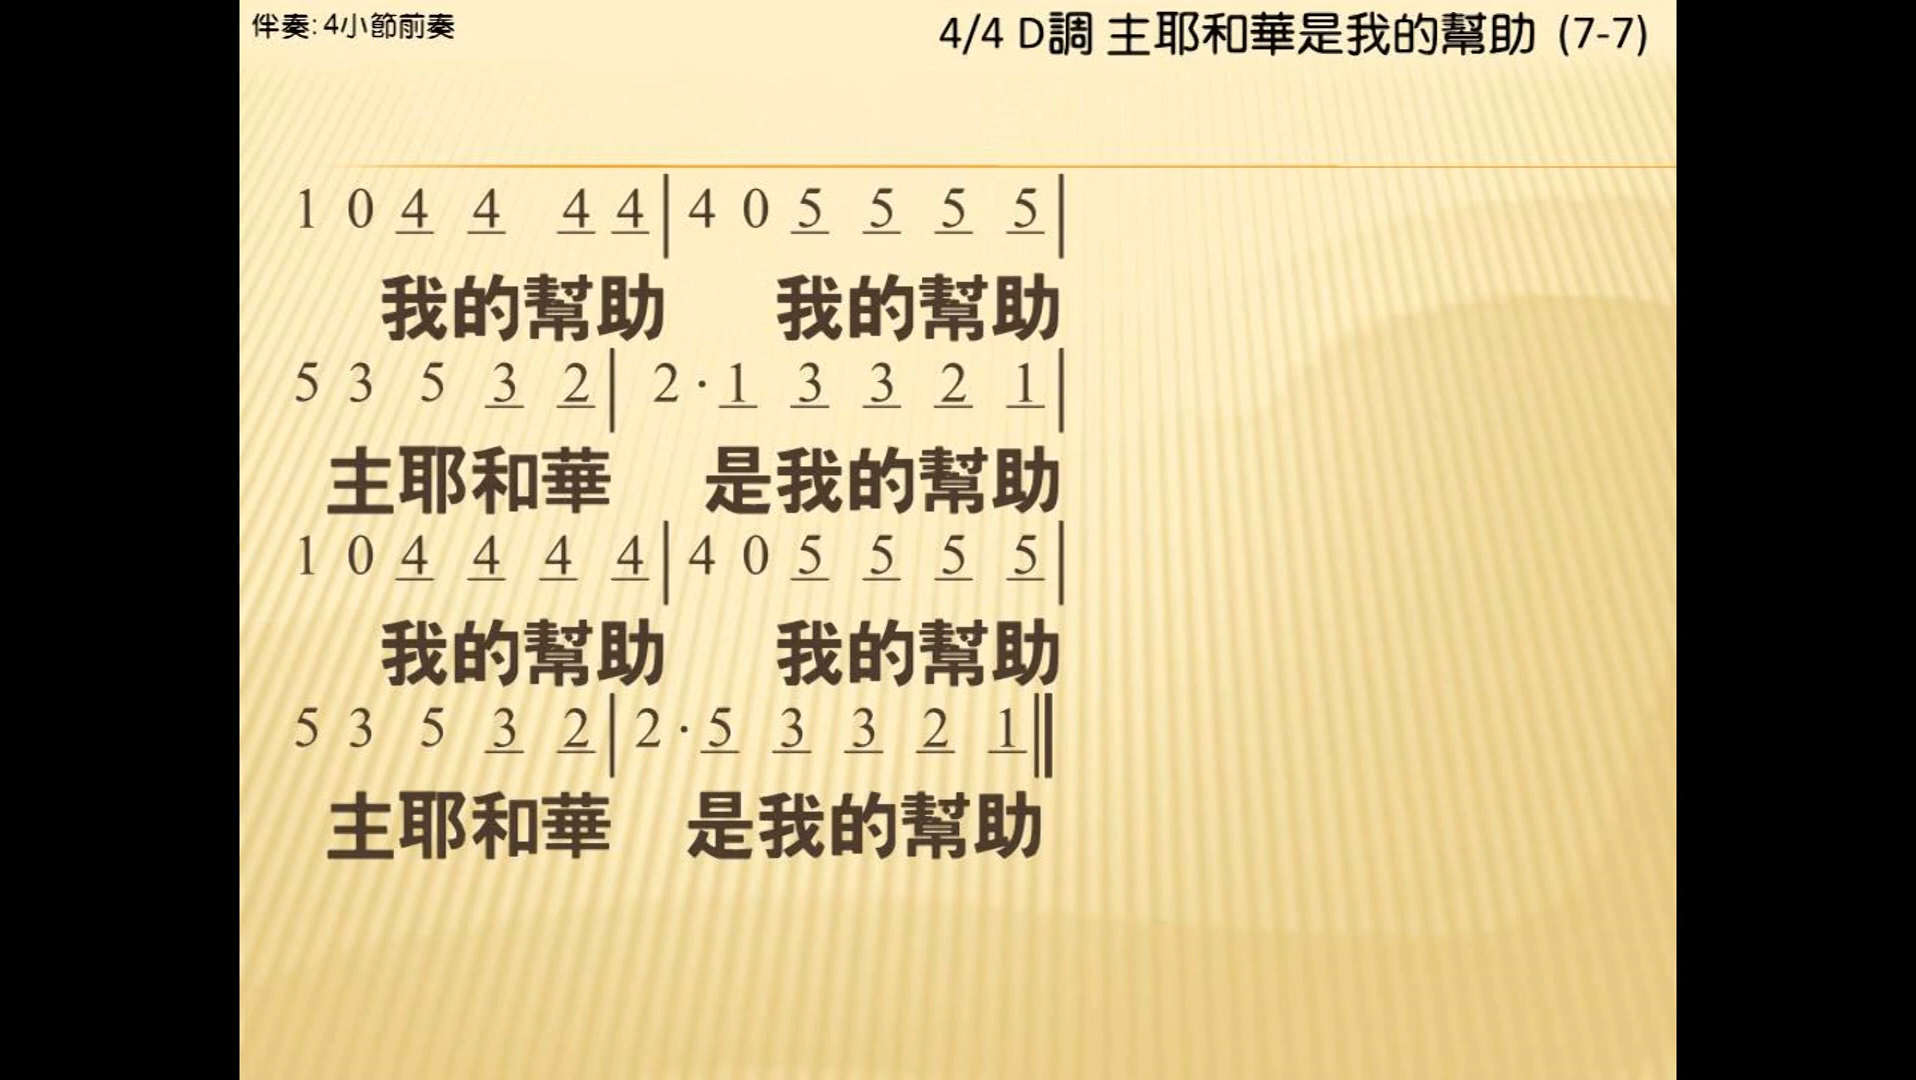 伴奏: 4小節前奏
4/4 D調 主耶和華是我的幫助 (7-7)
1 0 4 4 4 4 | 4 0 5 5 5 5 |
我的幫助 我的幫助
5 3 5 3 2 | 2 · 1 3 3 2 1 |
主耶和華 是我的幫助
1 0 4 4 4 4 | 4 0 5 5 5 5 |
我的幫助 我的幫助
5 3 5 3 2 | 2 · 5 3 3 2 1 ||
主耶和華 是我的幫助